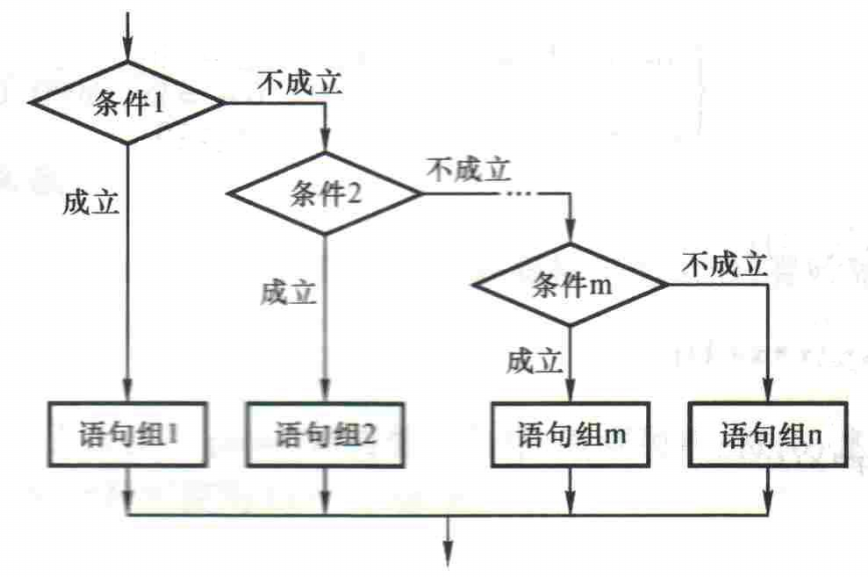 条件1
不成立
成立
条件2
不成立
...
成立
条件m
不成立
成立
语句组1
语句组2
语句组m
语句组n